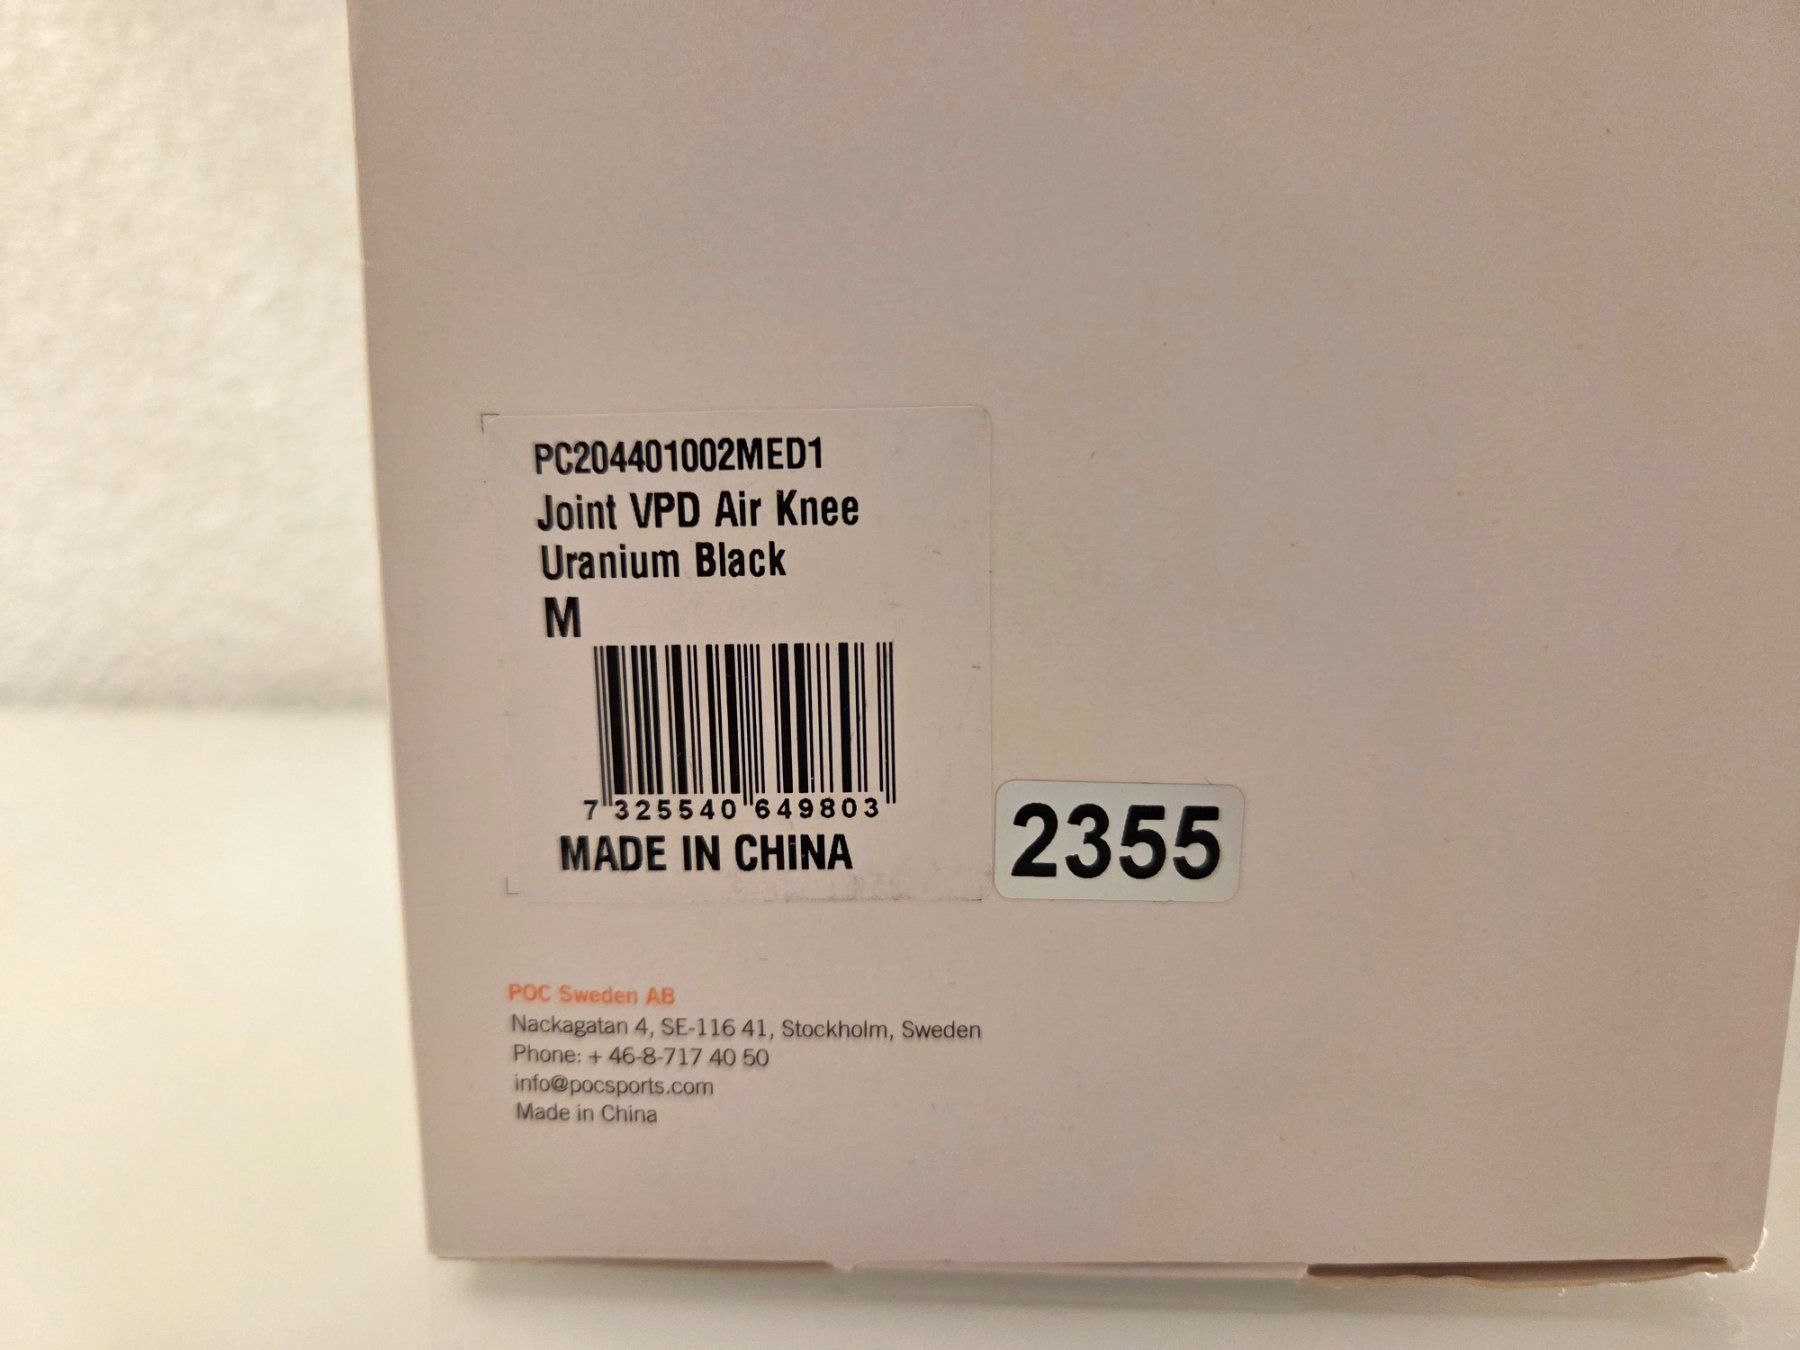 PC204401002MED1
Joint VPD Air Knee
Uranium Black
M
7 325540 649803
MADE IN CHiNA
2355
POC Sweden AB
Nackagatan 4, SE-116 41, Stockholm, Sweden
Phone: + 46-8-717 40 50
info@pocsports.com
Made in China